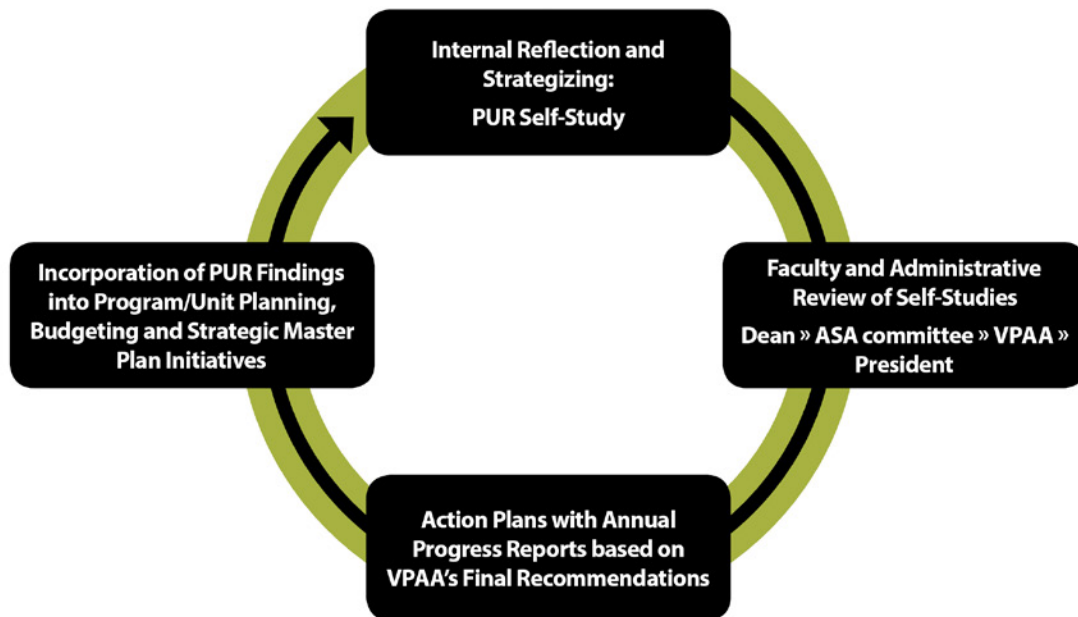 Internal Reflection and
Strategizing:
PUR Self-Study
Faculty and Administrative
Review of Self-Studies
Dean » ASA committee » VPAA »
President
Action Plans with Annual
Progress Reports based on
VPAA's Final Recommendations
Incorporation of PUR Findings
into Program/Unit Planning,
Budgeting and Strategic Master
Plan Initiatives